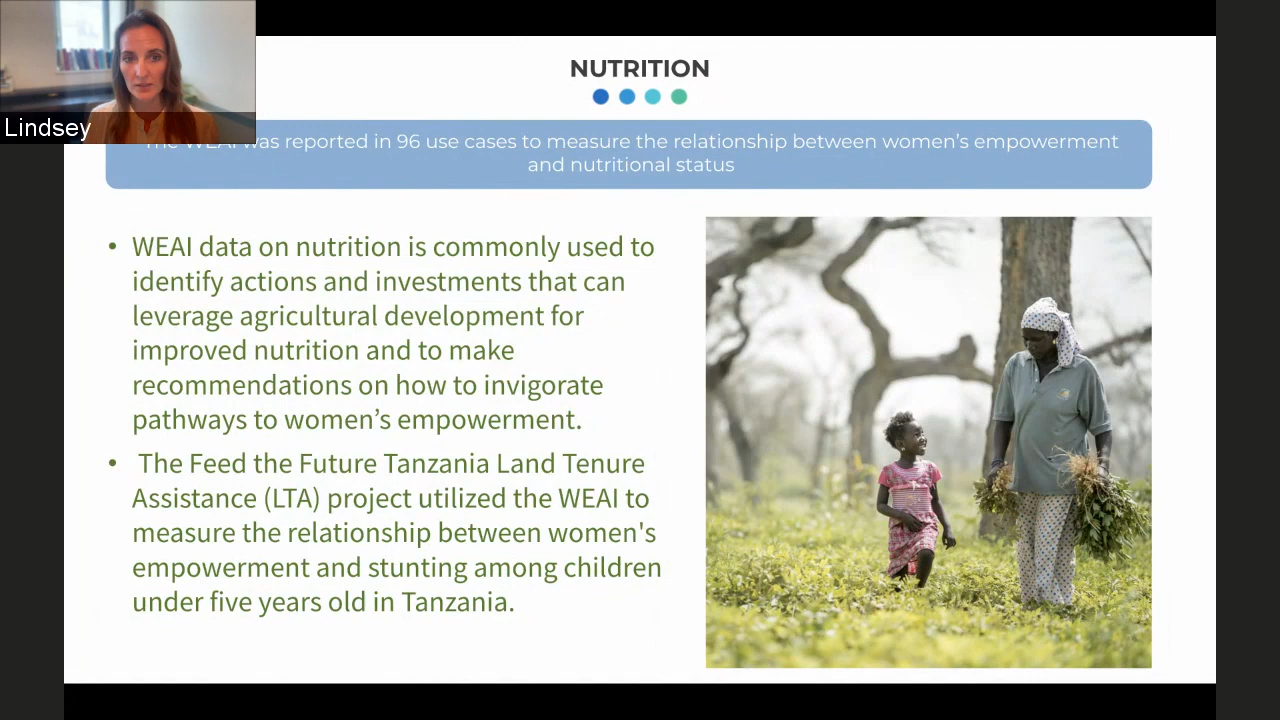 NUTRITION
Lindsey
The WEAI was reported in 96 use cases to measure the relationship between women’s empowerment
and nutritional status
• WEAI data on nutrition is commonly used to
identify actions and investments that can
leverage agricultural development for
improved nutrition and to make
recommendations on how to invigorate
pathways to women’s empowerment.
• The Feed the Future Tanzania Land Tenure
Assistance (LTA) project utilized the WEAI to
measure the relationship between women's
empowerment and stunting among children
under five years old in Tanzania.